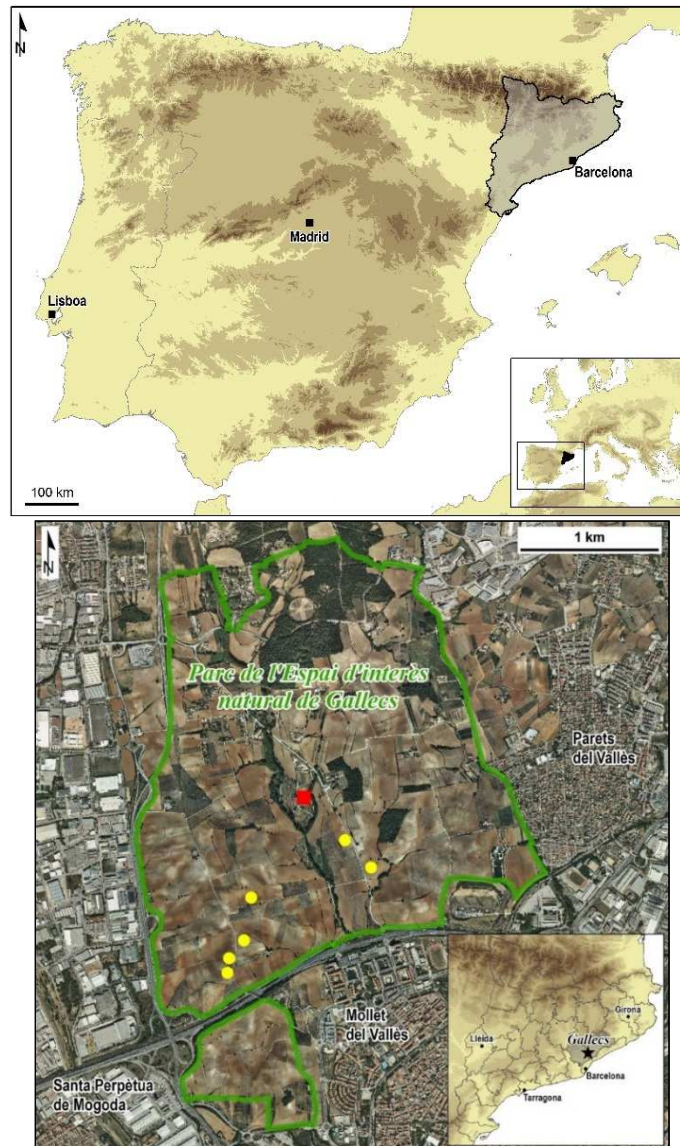 N
Barcelona
Madrid
Lisboa
100 km
N
1 km
Parc de l'Espai d'interès
natural de Gallecs
Parets
del Vallès
Mollet
del Vallès
Santa Perpètua
de Mogoda
Girona
Lleida
Gallecs
Barcelona
Tarragona